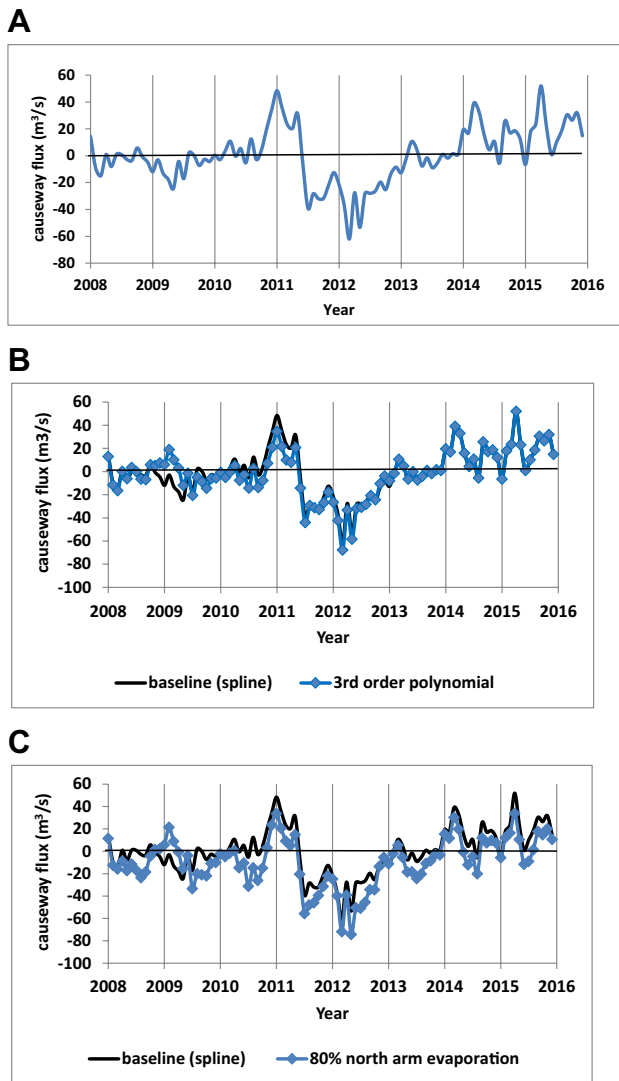 A
causeway flux (m³/s)
60
40
20
0
-20
-40
-60
-80
2008 2009 2010 2011 2012 2013 2014 2015 2016
Year
B
causeway flux (m3/s)
60
40
20
0
-20
-40
-60
-80
-100
2008 2009 2010 2011 2012 2013 2014 2015 2016
Year
baseline (spline) 3rd order polynomial
C
causeway flux (m³/s)
60
40
20
0
-20
-40
-60
-80
-100
2008 2009 2010 2011 2012 2013 2014 2015 2016
Year
baseline (spline) 80% north arm evaporation